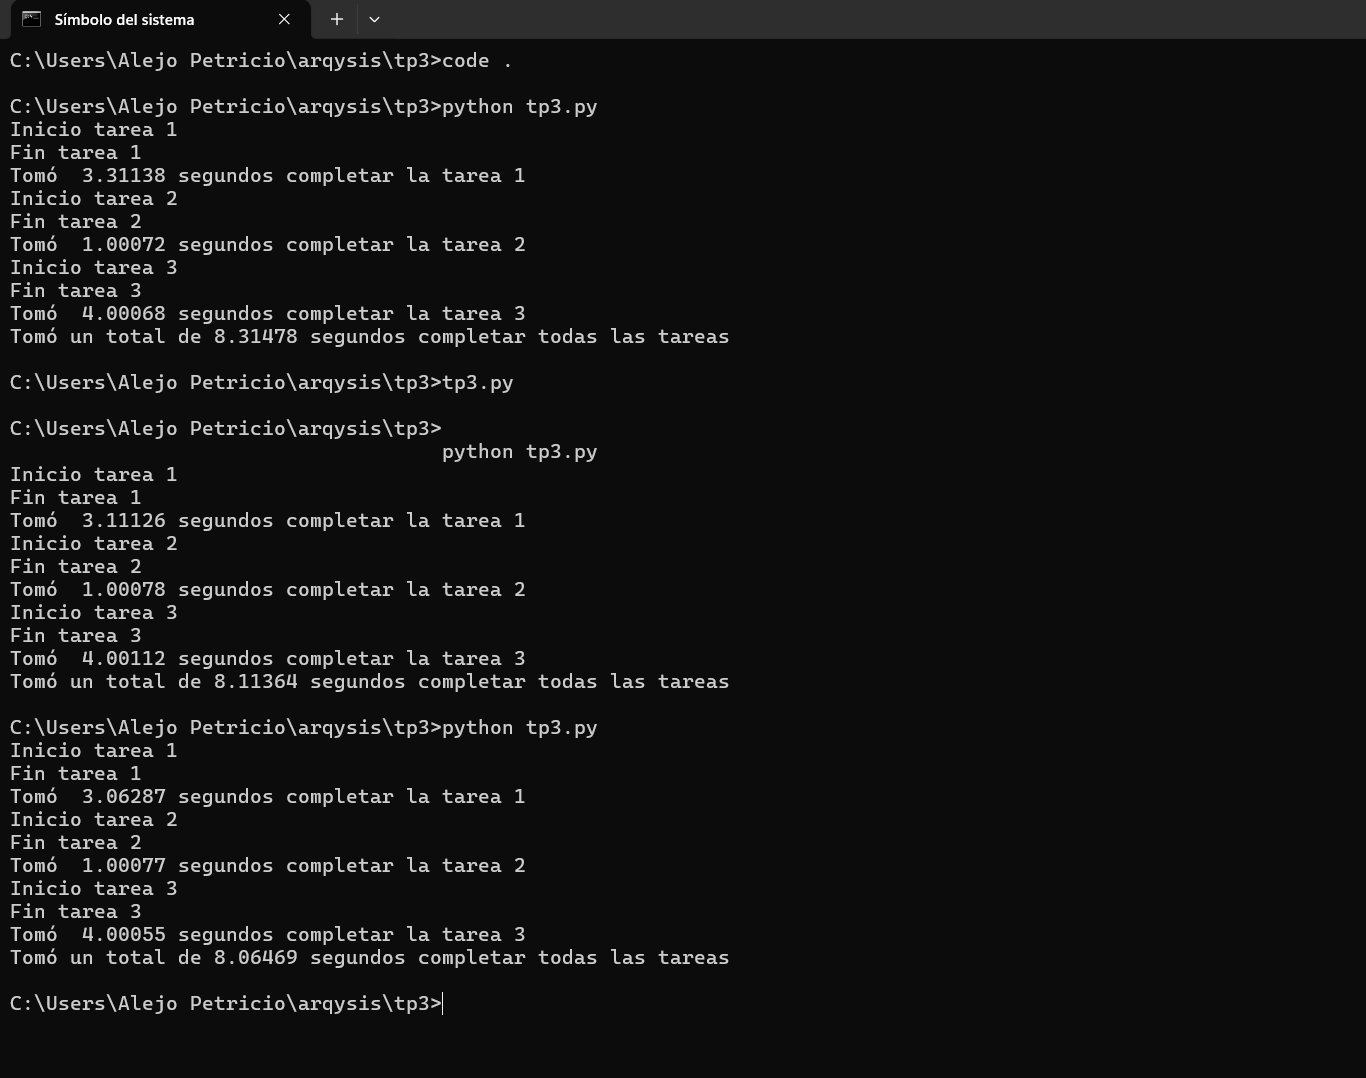 Símbolo del sistema
C:\Users\Alejo Petricio\arqysis\tp3>code .
C:\Users\Alejo Petricio\arqysis\tp3>python tp3.py
Inicio tarea 1
Fin tarea 1
Tomó  3.31138 segundos completar la tarea 1
Inicio tarea 2
Fin tarea 2
Tomó  1.00072 segundos completar la tarea 2
Inicio tarea 3
Fin tarea 3
Tomó  4.00068 segundos completar la tarea 3
Tomó un total de 8.31478 segundos completar todas las tareas
C:\Users\Alejo Petricio\arqysis\tp3>tp3.py
C:\Users\Alejo Petricio\arqysis\tp3>
python tp3.py
Inicio tarea 1
Fin tarea 1
Tomó  3.11126 segundos completar la tarea 1
Inicio tarea 2
Fin tarea 2
Tomó  1.00078 segundos completar la tarea 2
Inicio tarea 3
Fin tarea 3
Tomó  4.00112 segundos completar la tarea 3
Tomó un total de 8.11364 segundos completar todas las tareas
C:\Users\Alejo Petricio\arqysis\tp3>python tp3.py
Inicio tarea 1
Fin tarea 1
Tomó  3.06287 segundos completar la tarea 1
Inicio tarea 2
Fin tarea 2
Tomó  1.00077 segundos completar la tarea 2
Inicio tarea 3
Fin tarea 3
Tomó  4.00055 segundos completar la tarea 3
Tomó un total de 8.06469 segundos completar todas las tareas
C:\Users\Alejo Petricio\arqysis\tp3>